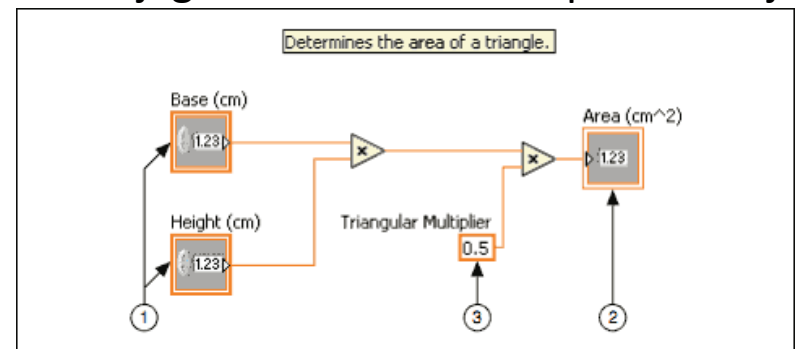 Determines the area of a triangle.
Base (cm)
1.23
Area (cm^2)
1.23
×
×
Height (cm)
1.23
Triangular Multiplier
0.5
1
3
2